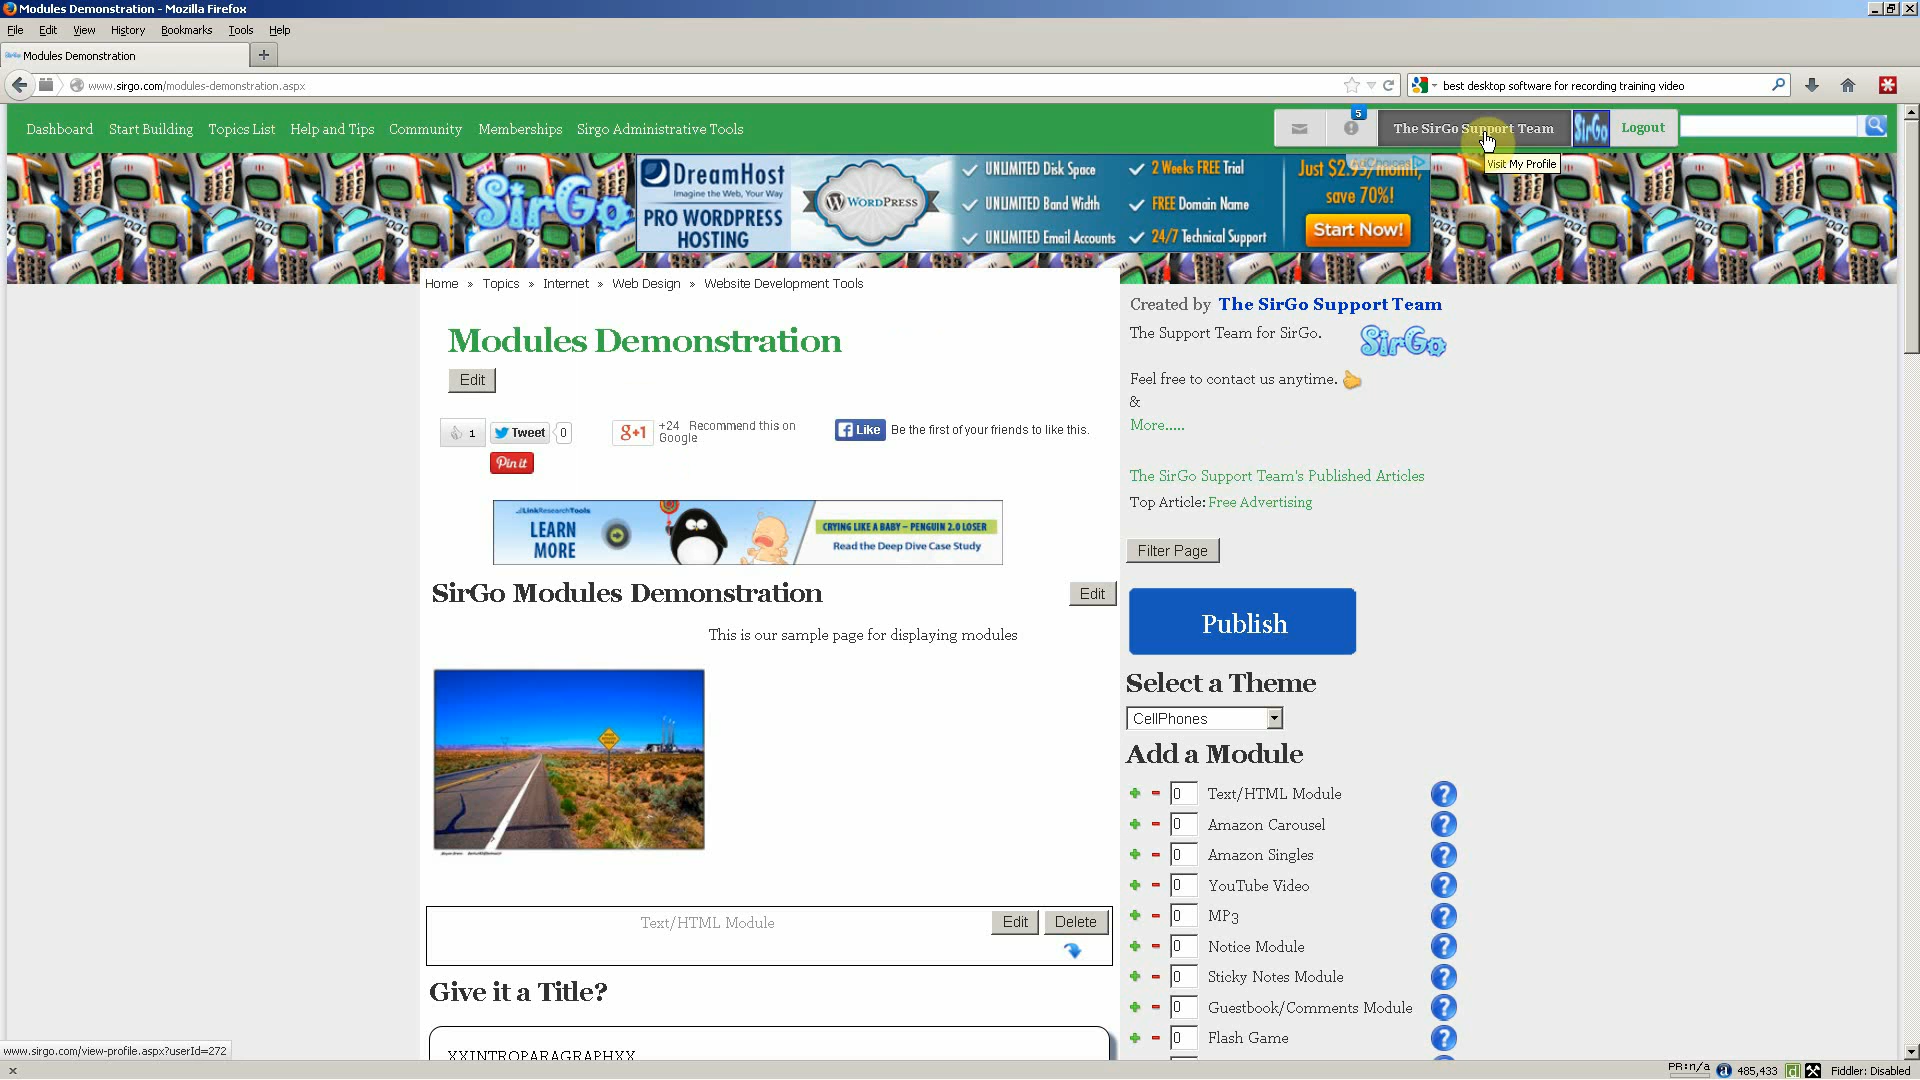 Modules Demonstration - Mozilla Firefox
File Edit View History Bookmarks Tools Help
Modules Demonstration
www.sirgo.com/modules-demonstration.aspx
best desktop software for recording training video
Dashboard Start Building Topics List Help and Tips Community Memberships Sirgo Administrative Tools
5
The SirGo Support Team
SirGo
Logout
Visit My Profile
SirGo
DreamHost
Imagine the Web, Your Way
PRO WORDPRESS
HOSTING
WORDPRESS
UNLIMITED Disk Space
UNLIMITED Band Width
UNLIMITED Email Accounts
2 Weeks FREE Trial
FREE Domain Name
24/7 Technical Support
AdChoices
Just $2.95/month,
save 70%!
Start Now!
Home » Topics » Internet » Web Design » Website Development Tools
Modules Demonstration
Edit
1
Tweet 0
g+1
+24 Recommend this on
Google
Like
Be the first of your friends to like this.
Pin it
LinkResearchTools
LEARN
MORE
CRYING LIKE A BABY – PENGUIN 2.0 LOSER
Read the Deep Dive Case Study
SirGo Modules Demonstration
Edit
This is our sample page for displaying modules
Text/HTML Module
Edit
Delete
Give it a Title?
XXINTROPARAGRAPHXX
Created by The SirGo Support Team
The Support Team for SirGo.
SirGo
Feel free to contact us anytime.
&
More.....
The SirGo Support Team's Published Articles
Top Article: Free Advertising
Filter Page
Publish
Select a Theme
CellPhones
Add a Module
0 Text/HTML Module ?
0 Amazon Carousel ?
0 Amazon Singles ?
0 YouTube Video ?
0 MP3 ?
0 Notice Module ?
0 Sticky Notes Module ?
0 Guestbook/Comments Module ?
0 Flash Game ?
www.sirgo.com/view-profile.aspx?userId=272
PR:n/a
485,433
Fiddler: Disabled